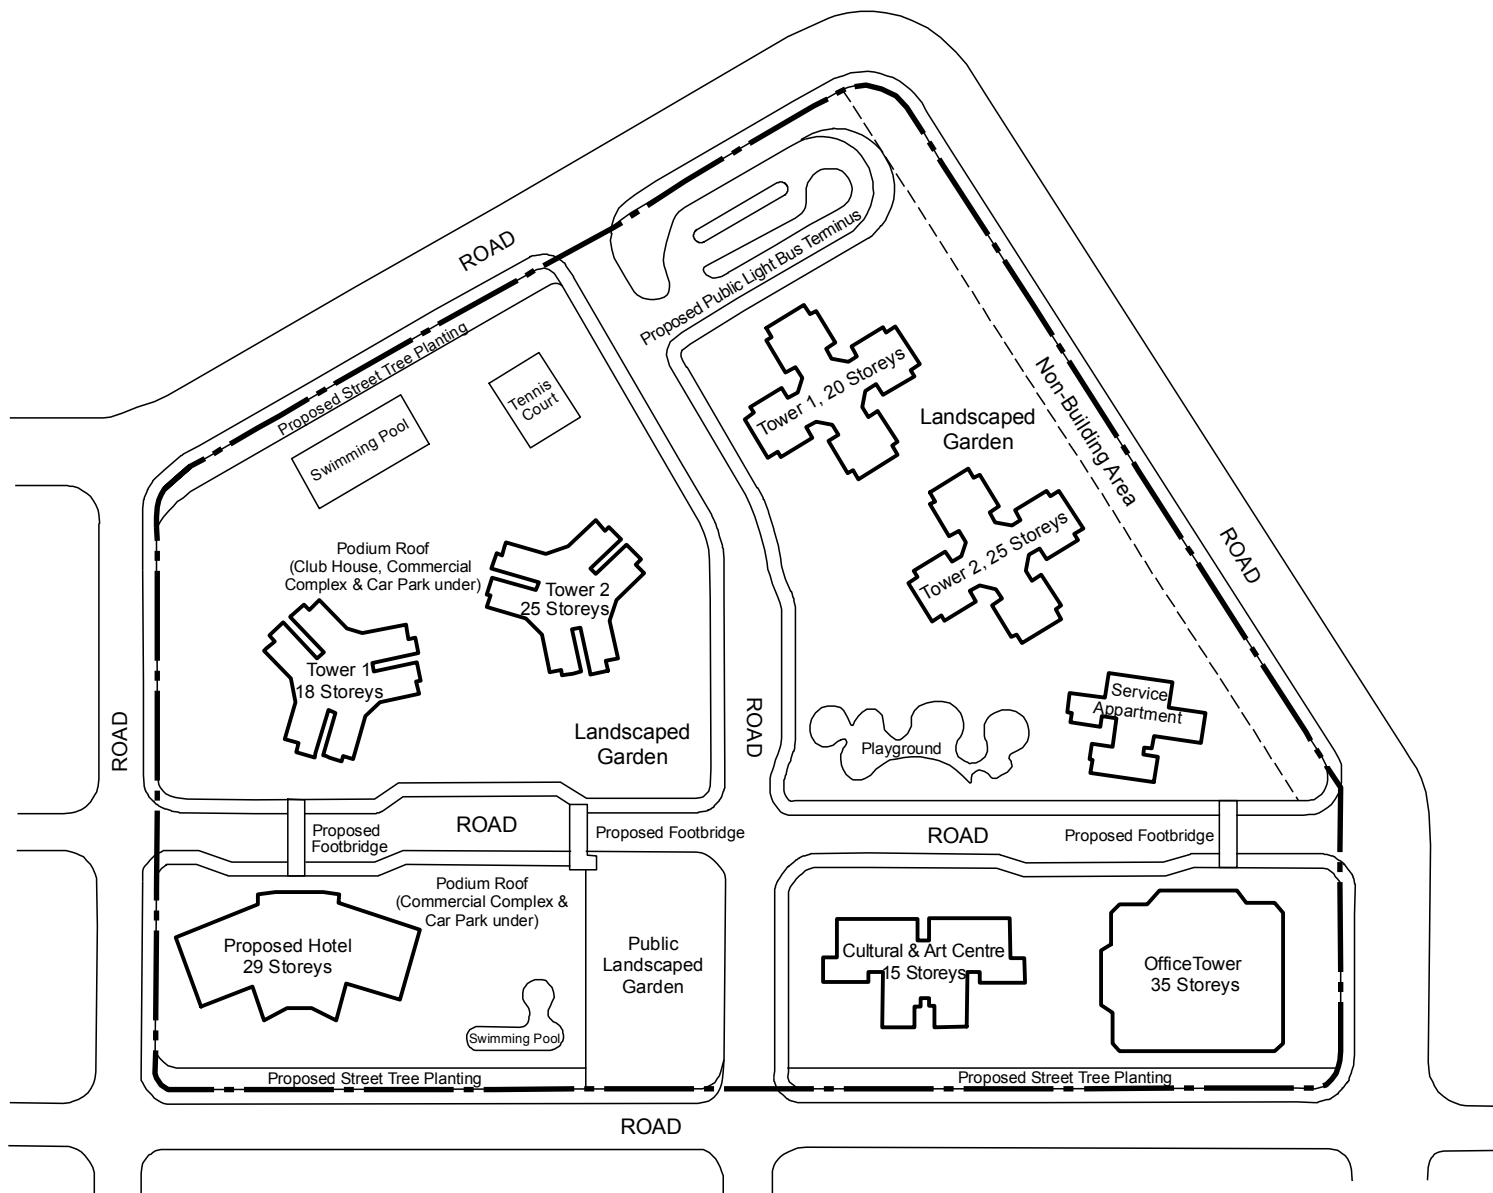 ROAD
Proposed Public Light Bus Terminus
Proposed Street Tree Planting
Swimming Pool
Tennis
Court
Tower 1, 20 Storeys
Landscaped
Garden
Non-Building Area
Tower 2, 25 Storeys
ROAD
Podium Roof
(Club House, Commercial
Complex & Car Park under)
Tower 2
25 Storeys
Tower 1
18 Storeys
Landscaped
Garden
ROAD
ROAD
Playground
Service
Appartment
Proposed
Footbridge
ROAD
Proposed Footbridge
ROAD
Proposed Footbridge
Podium Roof
(Commercial Complex &
Car Park under)
Proposed Hotel
29 Storeys
Swimming Pool
Public
Landscaped
Garden
Cultural & Art Centre
15 Storeys
OfficeTower
35 Storeys
Proposed Street Tree Planting
Proposed Street Tree Planting
ROAD